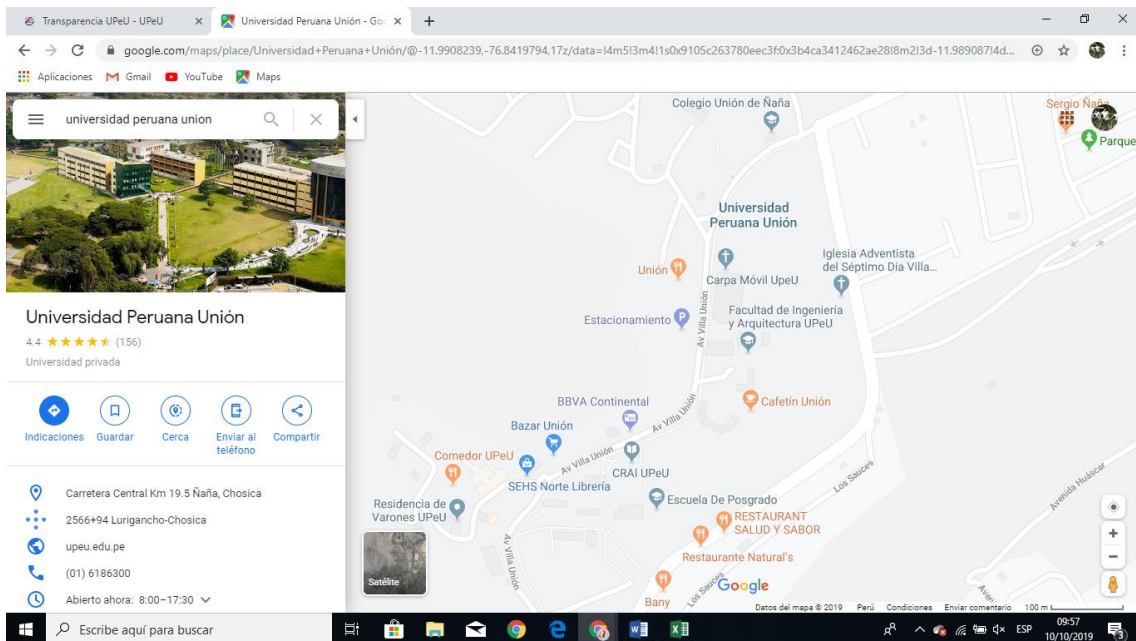 Transparencia UPeU - UPeU
Universidad Peruana Unión - Goo
google.com/maps/place/Universidad+Peruana+Unión/@-11.9908239,-76.8419794,17z/data=!4m5!3m4!1s0x9105c263780eec3f:0x3b4ca3412462ae28!8m2!3d-11.989087!4d...
Aplicaciones
Gmail
YouTube
Maps
universidad peruana union
Universidad Peruana Unión
4.4 (156)
Universidad privada
Indicaciones
Guardar
Cerca
Enviar al
teléfono
Compartir
Carretera Central Km 19.5 Ñaña, Chosica
2566+94 Lurigancho-Chosica
upeu.edu.pe
(01) 6186300
Abierto ahora: 8:00–17:30
Colegio Unión de Ñaña
Sergio Ñaña
Parque
Universidad
Peruana Unión
Iglesia Adventista
del Séptimo Dia Villa...
Unión
Carpa Móvil UpeU
Estacionamiento
Facultad de Ingeniería
y Arquitectura UPeU
Av Villa Unión
BBVA Continental
Cafetín Unión
Av Villa Unión
Bazar Unión
Av Villa Unión
Comedor UPeU
CRAI UPeU
SEHS Norte Librería
Los Sauces
Avenida Huáscar
Residencia de
Varones UPeU
Escuela De Posgrado
RESTAURANT
SALUD Y SABOR
Av Villa Unión
Restaurante Natural's
Satélite
Bany
Los Sauces
Google
Datos del mapa © 2019
Perú
Condiciones
Enviar comentario
100 m
Escribe aquí para buscar
ESP
09:57
10/10/2019
3